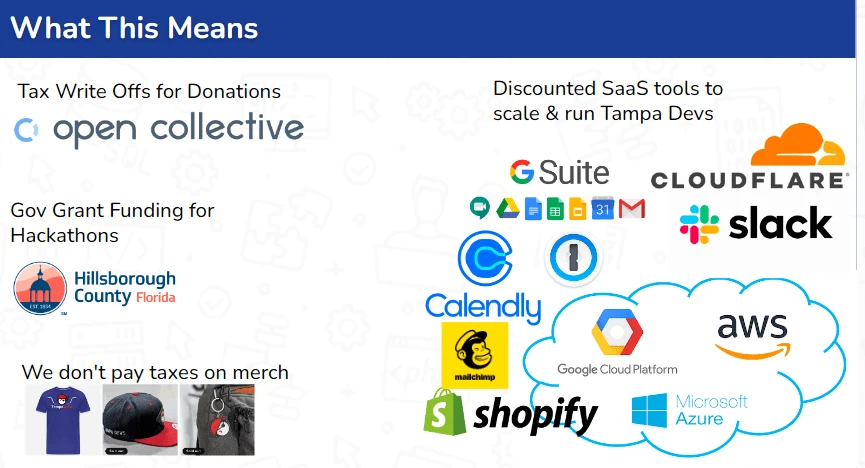 What This Means
Tax Write Offs for Donations
open collective
Gov Grant Funding for
Hackathons
Hillsborough
County Florida
EST. 1834
SM
We don't pay taxes on merch
Discounted SaaS tools to
scale & run Tampa Devs
G Suite
CLOUDFLARE
31
slack
Calendly
mailchimp
Google Cloud Platform
aws
shopify
Microsoft
Azure